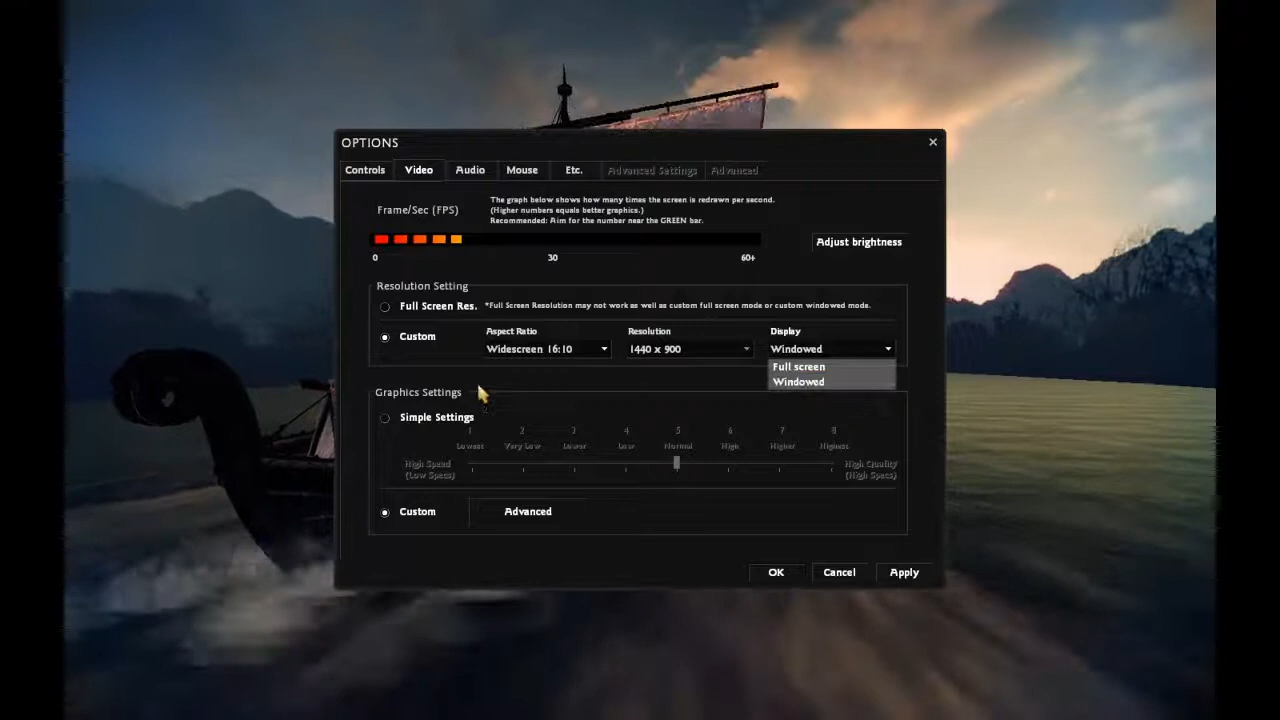 OPTIONS
Controls Video Audio Mouse Etc. Advanced Settings Advanced
Frame/Sec (FPS)
The graph below shows how many times the screen is redrawn per second.
(Higher numbers equals better graphics.)
Recommended: Aim for the number near the GREEN bar.
Adjust brightness
0 30 60+
Resolution Setting
Full Screen Res. *Full Screen Resolution may not work as well as custom full screen mode or custom windowed mode.
Custom
Aspect Ratio Resolution Display
Widescreen 16:10 1440 x 900 Windowed
Full screen
Windowed
Graphics Settings
Simple Settings
1 2 3 4 5 6 7 8
Lowest Very Low Lower Low Normal High Higher Highest
High Speed
(Low Specs)
High Quality
(High Specs)
Custom Advanced
OK Cancel Apply